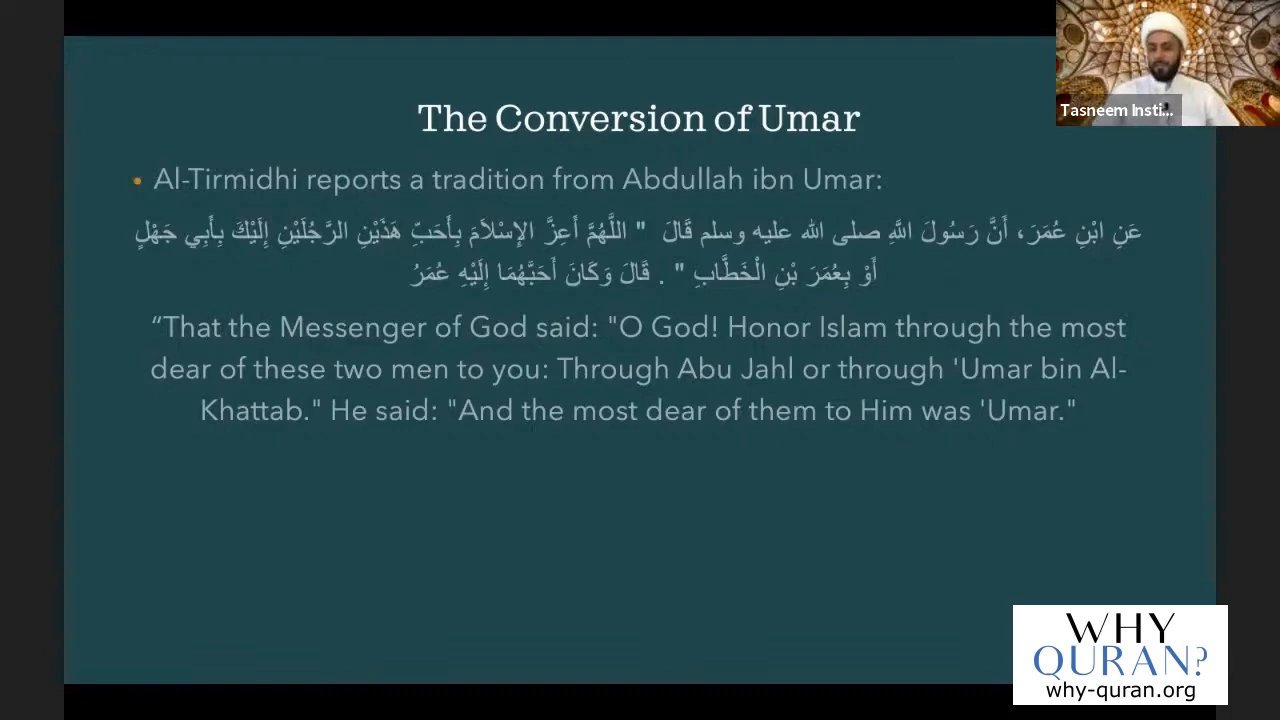 The Conversion of Umar
• Al-Tirmidhi reports a tradition from Abdullah ibn Umar:
عَنِ ابْنِ عُمَرَ، أَنَّ رَسُولَ اللَّهِ صلى الله عليه وسلم قَالَ ‏ "‏ اللَّهُمَّ أَعِزَّ الإِسْلاَمَ بِأَحَبِّ هَذَيْنِ الرَّجُلَيْنِ إِلَيْكَ بِأَبِي جَهْلٍ
أَوْ بِعُمَرَ بْنِ الْخَطَّابِ ‏"‏ ‏.‏ قَالَ وَكَانَ أَحَبَّهُمَا إِلَيْهِ عُمَرُ
“That the Messenger of God said: "O God! Honor Islam through the most
dear of these two men to you: Through Abu Jahl or through 'Umar bin Al-
Khattab." He said: "And the most dear of them to Him was 'Umar."
Tasneem Insti...
WHY
QURAN?
why-quran.org